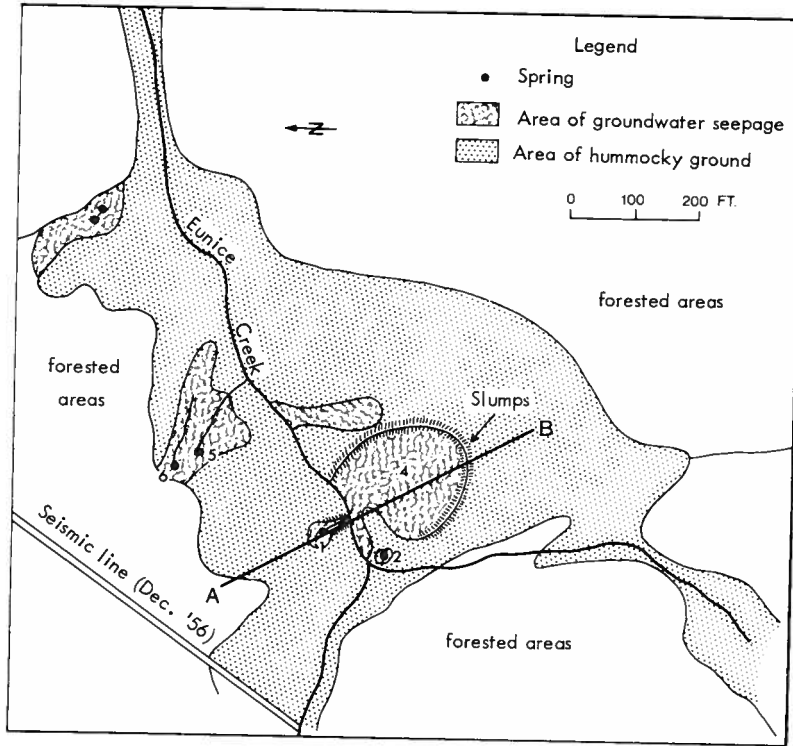 Legend
Spring
Area of groundwater seepage
Area of hummocky ground
0 100 200 FT.
N
Eunice
Creek
forested areas
forested
areas
Slumps
B
4
5
6
1
2
A
Seismic line (Dec. '56)
forested areas